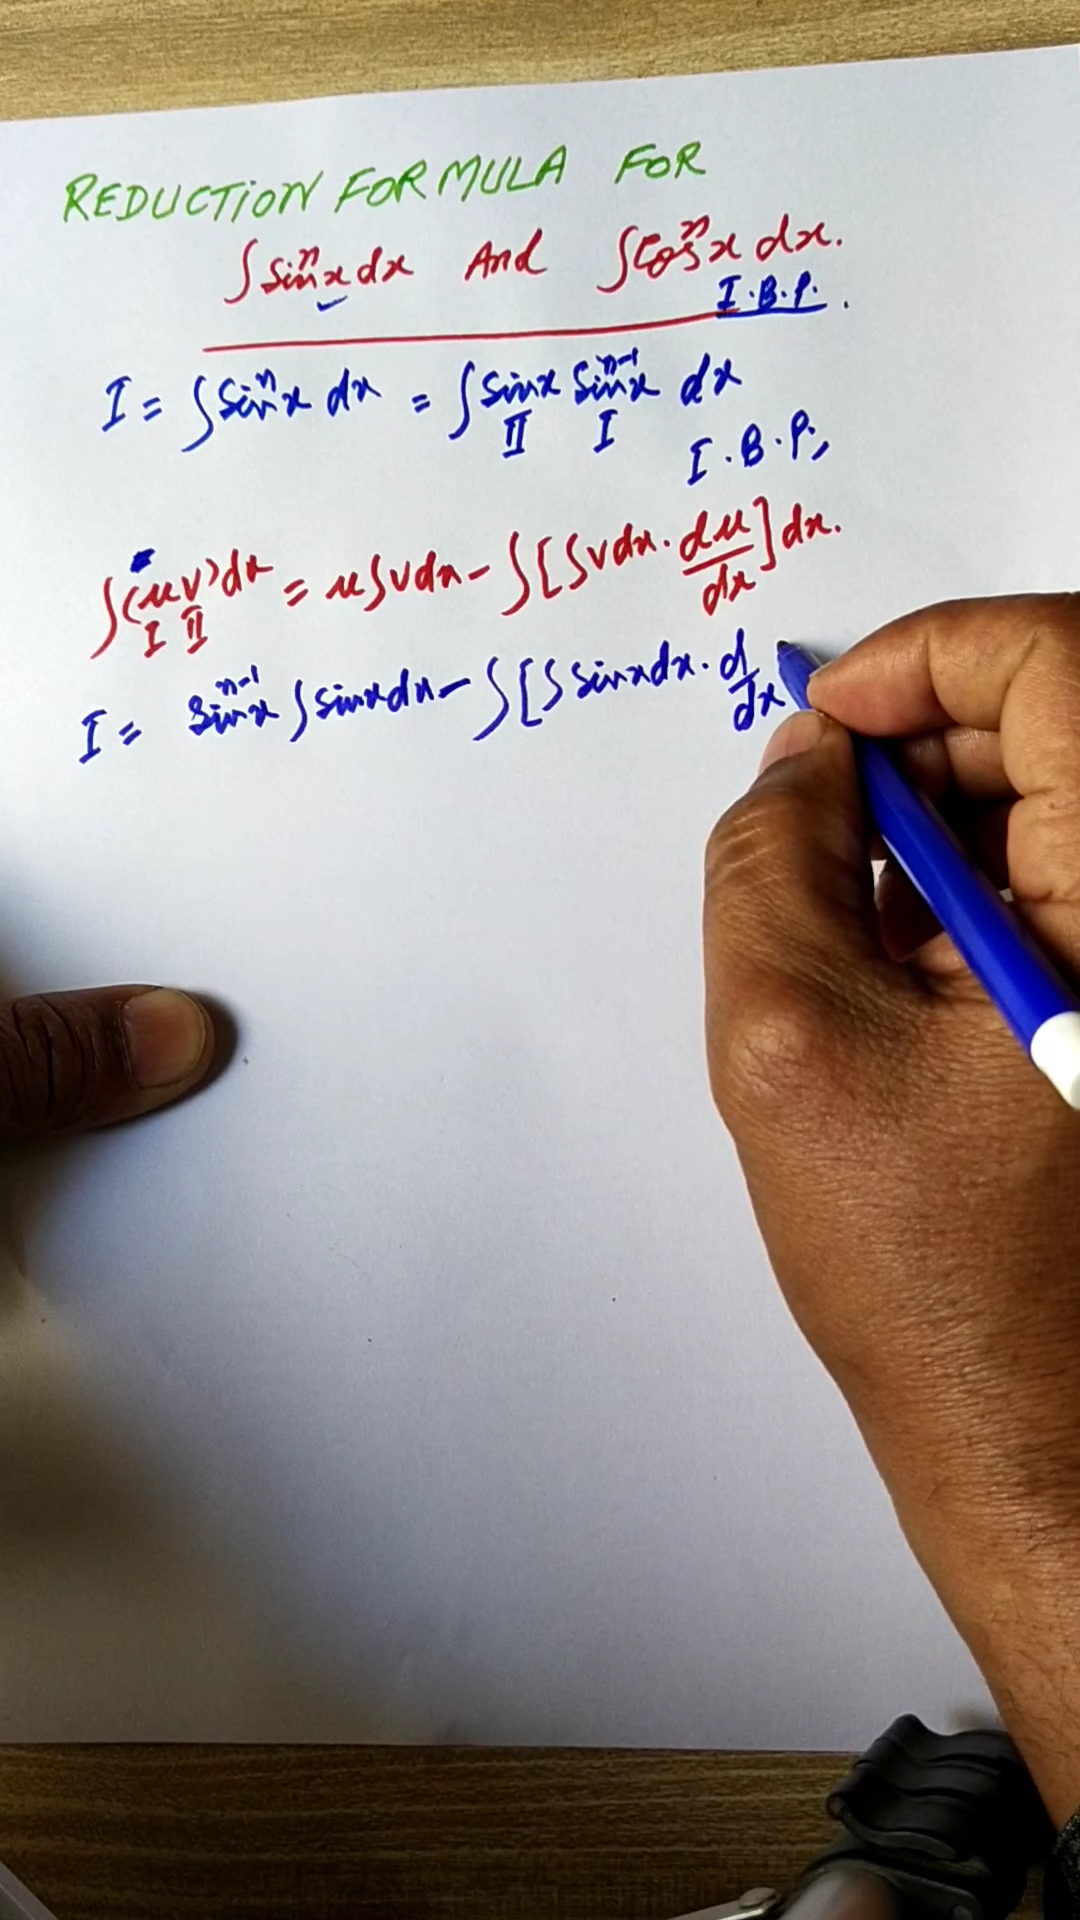 REDUCTION FORMULA FOR
∫sinⁿx dx And ∫cosⁿx dx.
I.B.P.
I = ∫sinⁿx dx = ∫sinx sinⁿ⁻¹x dx
II I
I.B.P.,
∫(uv)dx = u∫vdx - ∫[∫vdx. du/dx]dx.
I II
I = sinⁿ⁻¹x ∫sinxdx - ∫[∫sinxdx. d/dx